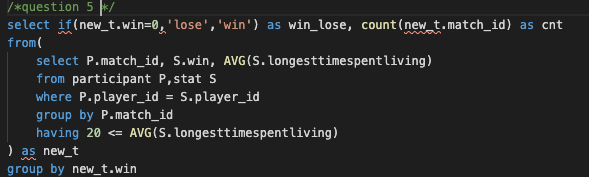 /*question 5 */
select if(new_t.win=0,'lose','win') as win_lose, count(new_t.match_id) as cnt
from(
    select P.match_id, S.win, AVG(S.longesttimespentliving)
    from participant P,stat S
    where P.player_id = S.player_id
    group by P.match_id
    having 20 <= AVG(S.longesttimespentliving)
) as new_t
group by new_t.win